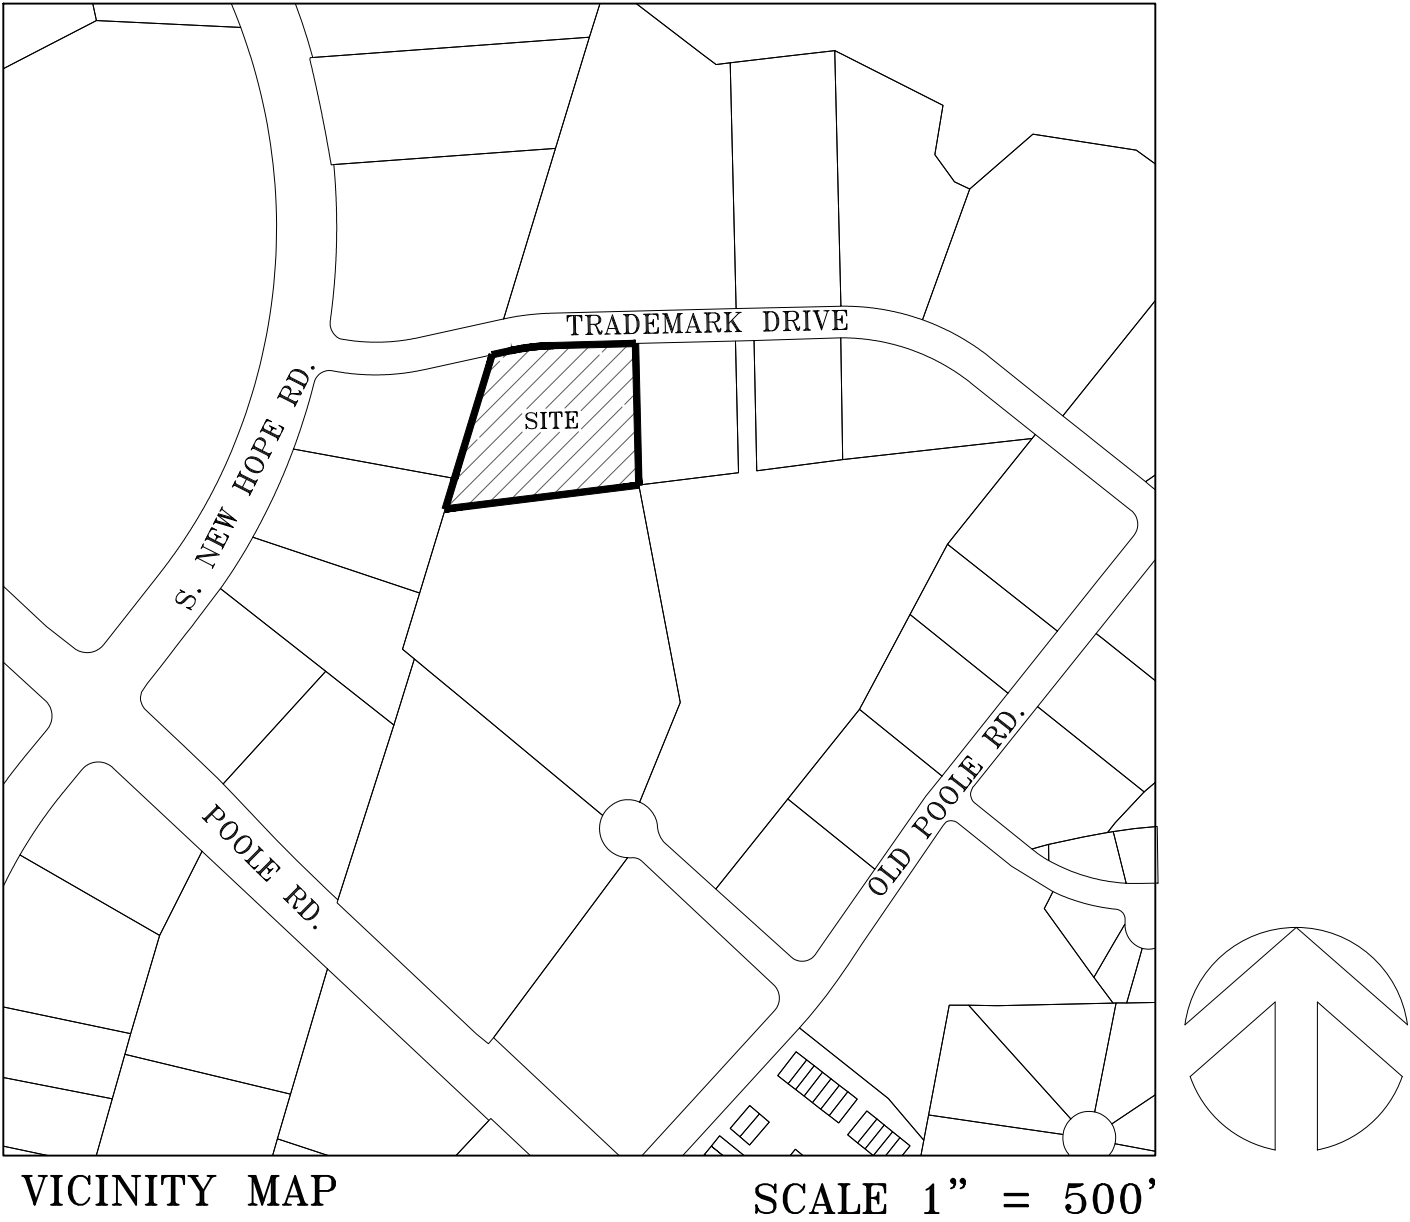 TRADEMARK DRIVE
SITE
S. NEW HOPE RD.
OLD POOLE RD.
POOLE RD.
VICINITY MAP
SCALE 1" = 500'